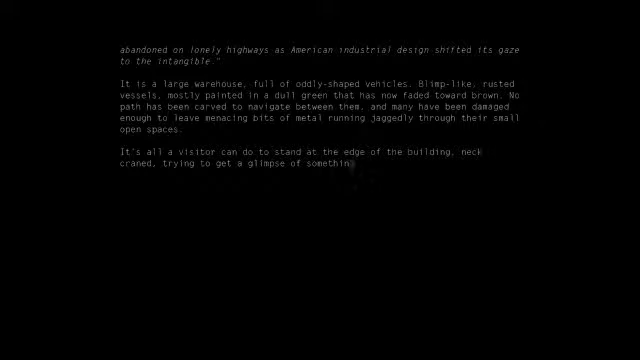 abandoned on lonely highways as American industrial design shifted its gaze
to the intangible."
It is a large warehouse, full of oddly-shaped vehicles. Blimp-like, rusted
vessels, mostly painted in a dull green that has now faded toward brown. No
path has been carved to navigate between them, and many have been damaged
enough to leave menacing bits of metal running jaggedly through their small
open spaces.
It's all a visitor can do to stand at the edge of the building, neck
craned, trying to get a glimpse of somethin